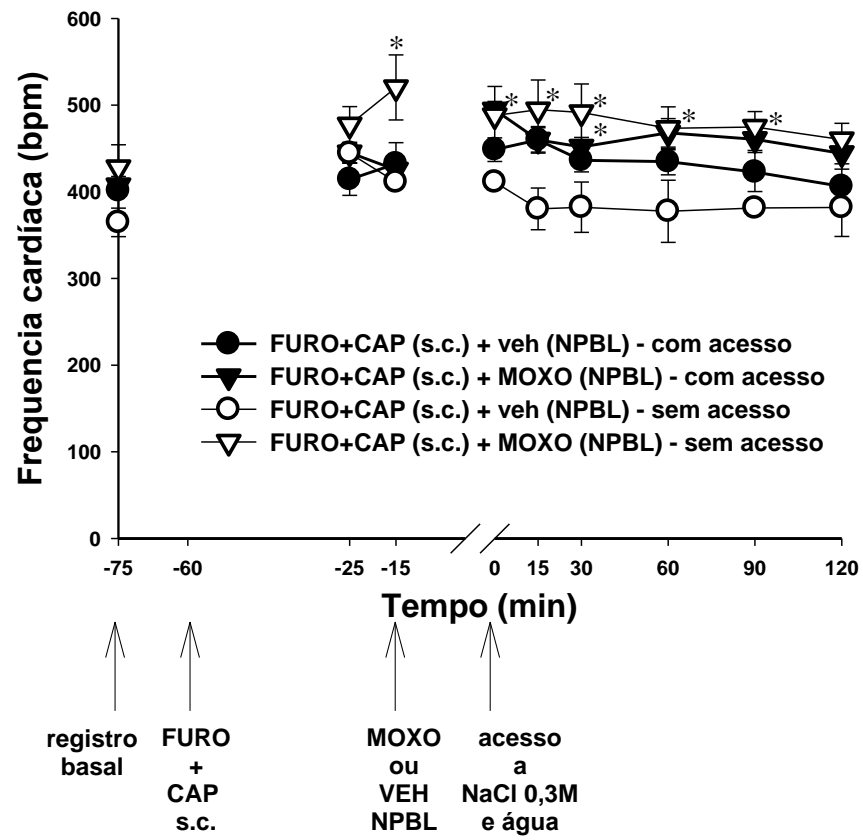 Frequencia cardíaca (bpm)
600
500
400
300
200
100
0
*
* * *
*
* *
FURO+CAP (s.c.) + veh (NPBL) - com acesso
FURO+CAP (s.c.) + MOXO (NPBL) - com acesso
FURO+CAP (s.c.) + veh (NPBL) - sem acesso
FURO+CAP (s.c.) + MOXO (NPBL) - sem acesso
-75 -60 -25 -15 0 15 30 60 90 120
Tempo (min)
registro
basal
FURO
+
CAP
s.c.
MOXO
ou
VEH
NPBL
acesso
a
NaCl 0,3M
e água